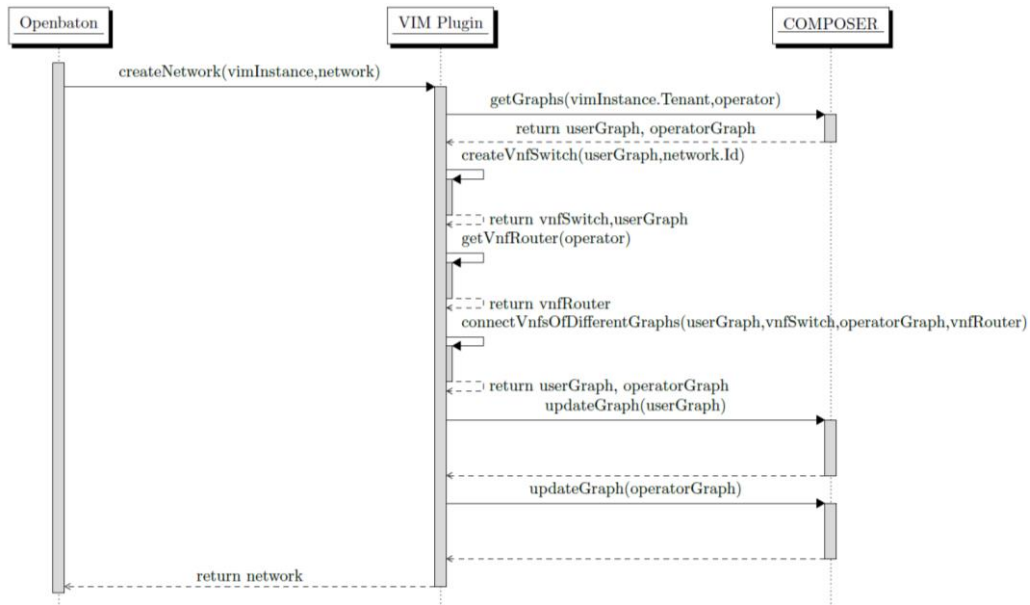 Openbaton
VIM Plugin
COMPOSER
createNetwork(vimInstance,network)
getGraphs(vimInstance.Tenant,operator)
return userGraph, operatorGraph
createVnfSwitch(userGraph,network.Id)
return vnfSwitch,userGraph
getVnfRouter(operator)
return vnfRouter
connectVnfsOfDifferentGraphs(userGraph,vnfSwitch,operatorGraph,vnfRouter)
return userGraph, operatorGraph
updateGraph(userGraph)
updateGraph(operatorGraph)
return network